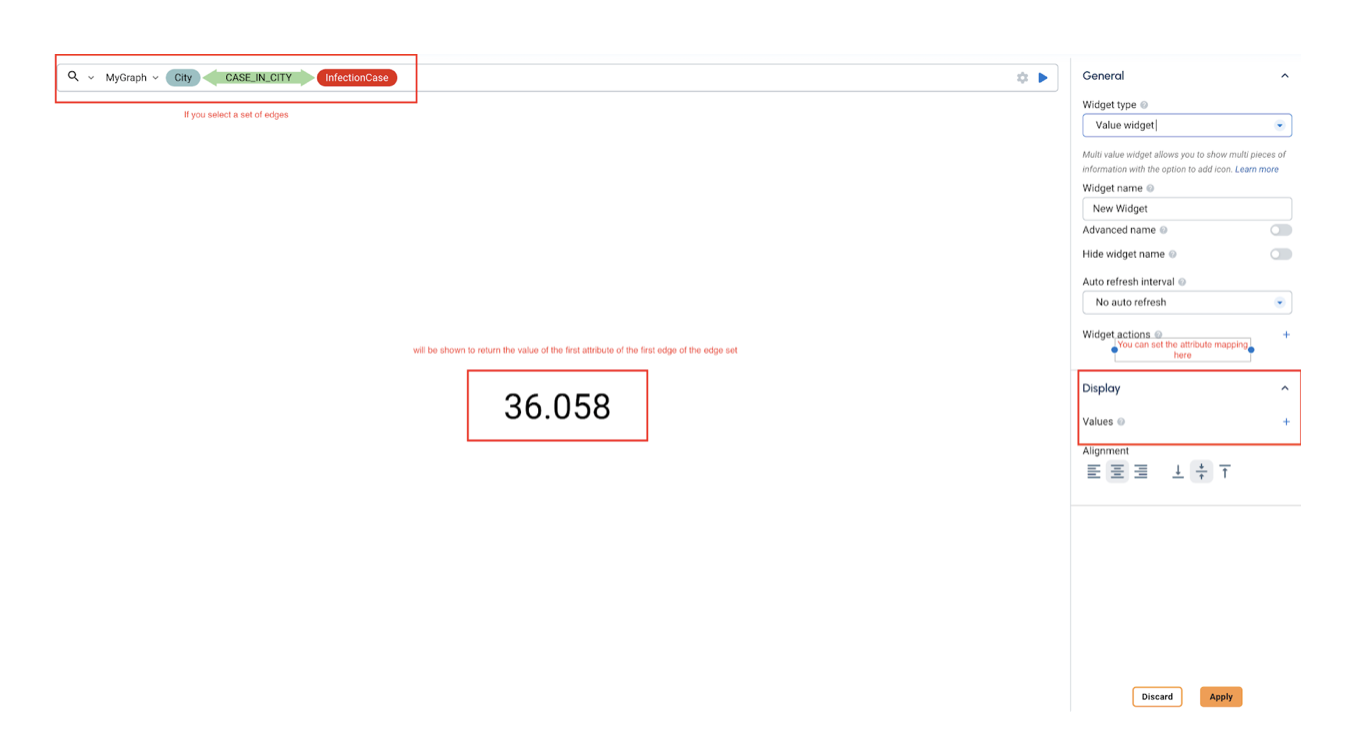 MyGraph City CASE_IN_CITY InfectionCase
If you select a set of edges
will be shown to return the value of the first attribute of the first edge of the edge set
36.058
General
Widget type
Value widget
Multi value widget allows you to show multi pieces of
information with the option to add icon. Learn more
Widget name
New Widget
Advanced name
Hide widget name
Auto refresh interval
No auto refresh
Widget actions
You can set the attribute mapping
here
Display
Values
Alignment
Discard Apply